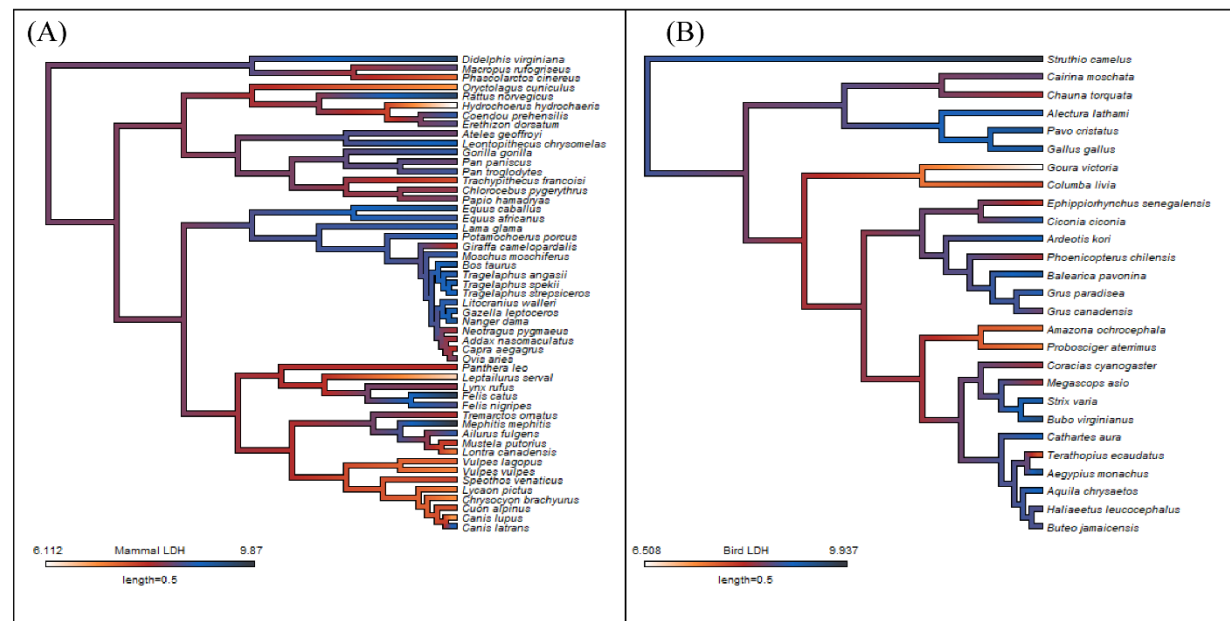 (A)
Didelphis virginiana
Macropus rufogriseus
Phascolarctos cinereus
Oryctolagus cuniculus
Rattus norvegicus
Hydrochoerus hydrochaeris
Coendou prehensilis
Erethizon dorsatum
Ateles geoffroyi
Leontopithecus chrysomelas
Gorilla gorilla
Pan paniscus
Pan troglodytes
Trachypithecus francoisi
Chlorocebus pygerythrus
Papio hamadryas
Equus caballus
Equus africanus
Lama glama
Potamochoerus porcus
Giraffa camelopardalis
Moschus moschiferus
Bos taurus
Tragelaphus angasii
Tragelaphus spekii
Tragelaphus strepsiceros
Litocranius walleri
Gazella leptoceros
Nanger dama
Neotragus pygmaeus
Addax nasomaculatus
Capra aegagrus
Ovis aries
Panthera leo
Leptailurus serval
Lynx rufus
Felis catus
Felis nigripes
Tremarctos ornatus
Mephitis mephitis
Ailurus fulgens
Mustela putorius
Lontra canadensis
Vulpes lagopus
Vulpes vulpes
Speothos venaticus
Lycaon pictus
Chrysocyon brachyurus
Cuon alpinus
Canis lupus
Canis latrans
6.112 Mammal LDH 9.87
length=0.5
(B)
Struthio camelus
Cairina moschata
Chauna torquata
Alectura lathami
Pavo cristatus
Gallus gallus
Goura victoria
Columba livia
Ephippiorhynchus senegalensis
Ciconia ciconia
Ardeotis kori
Phoenicopterus chilensis
Balearica pavonina
Grus paradisea
Grus canadensis
Amazona ochrocephala
Probosciger aterrimus
Coracias cyanogaster
Megascops asio
Strix varia
Bubo virginianus
Cathartes aura
Terathopius ecaudatus
Aegypius monachus
Aquila chrysaetos
Haliaeetus leucocephalus
Buteo jamaicensis
6.508 Bird LDH 9.937
length=0.5